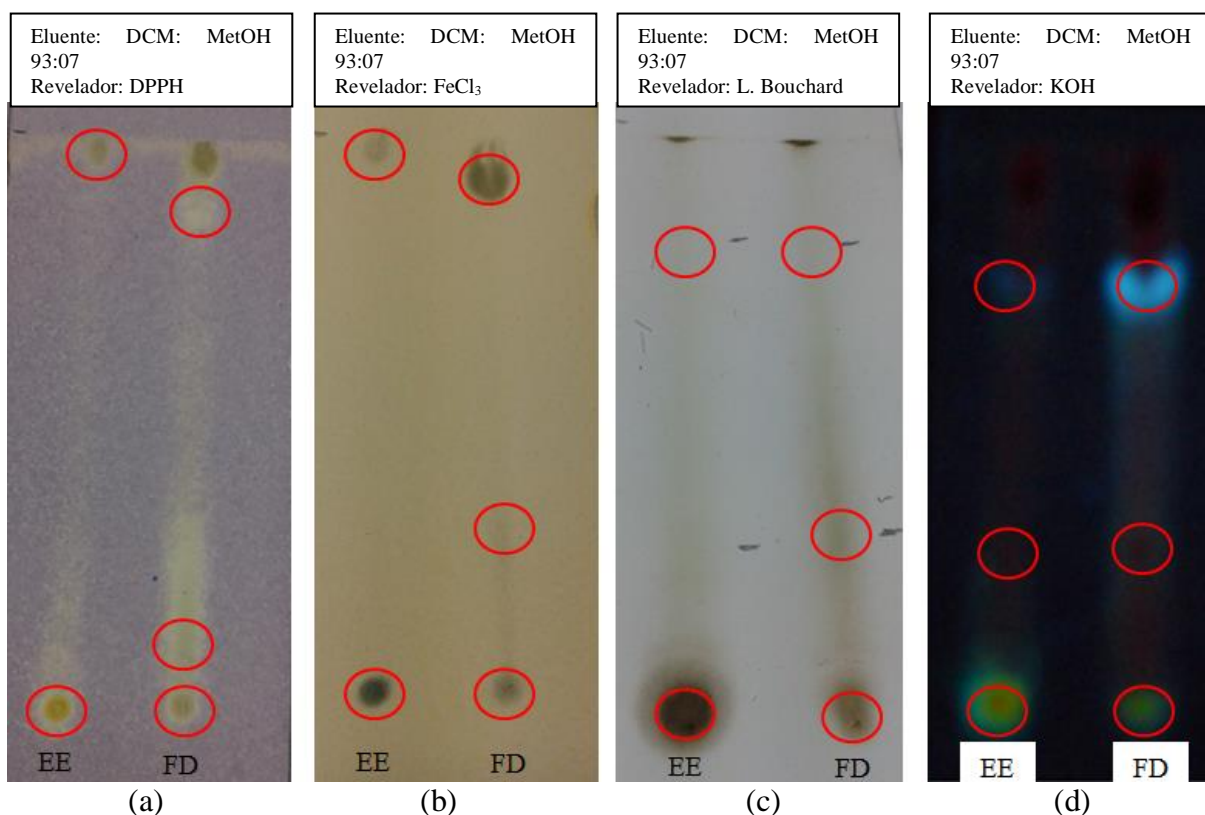 Eluente: DCM: MetOH
93:07
Revelador: DPPH
Eluente: DCM: MetOH
93:07
Revelador: FeCl₃
Eluente: DCM: MetOH
93:07
Revelador: L. Bouchard
Eluente: DCM: MetOH
93:07
Revelador: KOH
EE FD
EE FD
EE FD
EE FD
(a) (b) (c) (d)